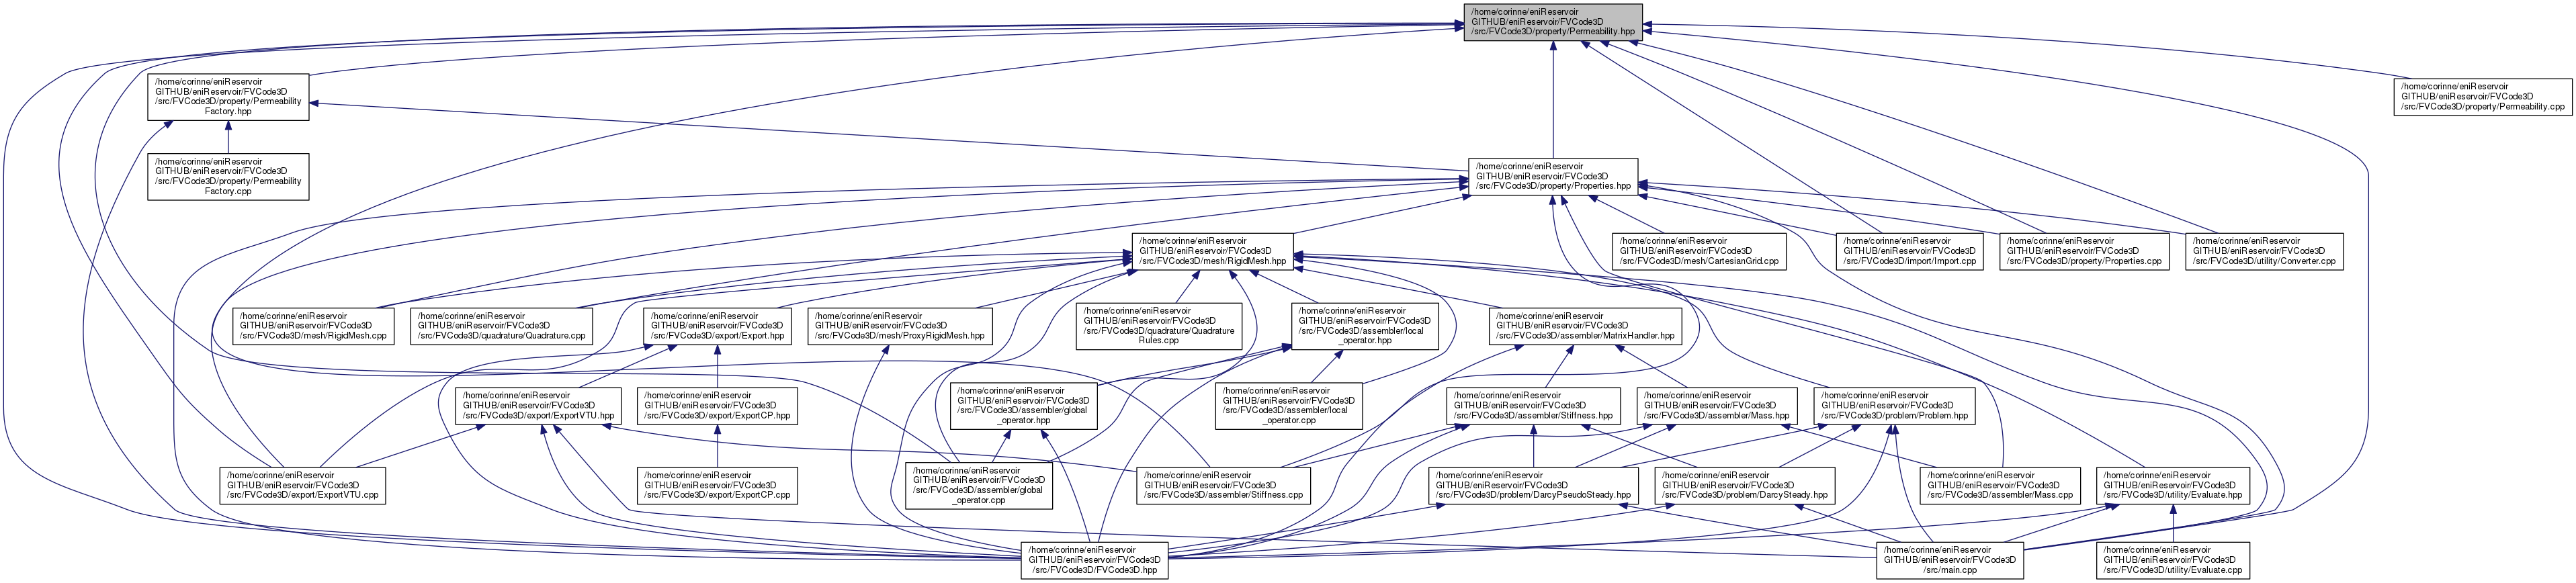 /home/corinne/eniReservoir
GITHUB/eniReservoir/FVCode3D
/src/FVCode3D/property/Permeability.hpp
/home/corinne/eniReservoir
GITHUB/eniReservoir/FVCode3D
/src/FVCode3D/property/Permeability
Factory.hpp
/home/corinne/eniReservoir
GITHUB/eniReservoir/FVCode3D
/src/FVCode3D/property/Permeability.cpp
/home/corinne/eniReservoir
GITHUB/eniReservoir/FVCode3D
/src/FVCode3D/property/Permeability
Factory.cpp
/home/corinne/eniReservoir
GITHUB/eniReservoir/FVCode3D
/src/FVCode3D/property/Properties.hpp
/home/corinne/eniReservoir
GITHUB/eniReservoir/FVCode3D
/src/FVCode3D/mesh/RigidMesh.hpp
/home/corinne/eniReservoir
GITHUB/eniReservoir/FVCode3D
/src/FVCode3D/mesh/CartesianGrid.cpp
/home/corinne/eniReservoir
GITHUB/eniReservoir/FVCode3D
/src/FVCode3D/import/Import.cpp
/home/corinne/eniReservoir
GITHUB/eniReservoir/FVCode3D
/src/FVCode3D/property/Properties.cpp
/home/corinne/eniReservoir
GITHUB/eniReservoir/FVCode3D
/src/FVCode3D/utility/Converter.cpp
/home/corinne/eniReservoir
GITHUB/eniReservoir/FVCode3D
/src/FVCode3D/mesh/RigidMesh.cpp
/home/corinne/eniReservoir
GITHUB/eniReservoir/FVCode3D
/src/FVCode3D/quadrature/Quadrature.cpp
/home/corinne/eniReservoir
GITHUB/eniReservoir/FVCode3D
/src/FVCode3D/export/Export.hpp
/home/corinne/eniReservoir
GITHUB/eniReservoir/FVCode3D
/src/FVCode3D/mesh/ProxyRigidMesh.hpp
/home/corinne/eniReservoir
GITHUB/eniReservoir/FVCode3D
/src/FVCode3D/quadrature/Quadrature
Rules.cpp
/home/corinne/eniReservoir
GITHUB/eniReservoir/FVCode3D
/src/FVCode3D/assembler/local
_operator.hpp
/home/corinne/eniReservoir
GITHUB/eniReservoir/FVCode3D
/src/FVCode3D/assembler/MatrixHandler.hpp
/home/corinne/eniReservoir
GITHUB/eniReservoir/FVCode3D
/src/FVCode3D/export/ExportVTU.hpp
/home/corinne/eniReservoir
GITHUB/eniReservoir/FVCode3D
/src/FVCode3D/export/ExportCP.hpp
/home/corinne/eniReservoir
GITHUB/eniReservoir/FVCode3D
/src/FVCode3D/assembler/global
_operator.hpp
/home/corinne/eniReservoir
GITHUB/eniReservoir/FVCode3D
/src/FVCode3D/assembler/local
_operator.cpp
/home/corinne/eniReservoir
GITHUB/eniReservoir/FVCode3D
/src/FVCode3D/assembler/Stiffness.hpp
/home/corinne/eniReservoir
GITHUB/eniReservoir/FVCode3D
/src/FVCode3D/assembler/Mass.hpp
/home/corinne/eniReservoir
GITHUB/eniReservoir/FVCode3D
/src/FVCode3D/problem/Problem.hpp
/home/corinne/eniReservoir
GITHUB/eniReservoir/FVCode3D
/src/FVCode3D/export/ExportVTU.cpp
/home/corinne/eniReservoir
GITHUB/eniReservoir/FVCode3D
/src/FVCode3D/export/ExportCP.cpp
/home/corinne/eniReservoir
GITHUB/eniReservoir/FVCode3D
/src/FVCode3D/assembler/global
_operator.cpp
/home/corinne/eniReservoir
GITHUB/eniReservoir/FVCode3D
/src/FVCode3D/assembler/Stiffness.cpp
/home/corinne/eniReservoir
GITHUB/eniReservoir/FVCode3D
/src/FVCode3D/problem/DarcyPseudoSteady.hpp
/home/corinne/eniReservoir
GITHUB/eniReservoir/FVCode3D
/src/FVCode3D/problem/DarcySteady.hpp
/home/corinne/eniReservoir
GITHUB/eniReservoir/FVCode3D
/src/FVCode3D/assembler/Mass.cpp
/home/corinne/eniReservoir
GITHUB/eniReservoir/FVCode3D
/src/FVCode3D/utility/Evaluate.hpp
/home/corinne/eniReservoir
GITHUB/eniReservoir/FVCode3D
/src/FVCode3D/FVCode3D.hpp
/home/corinne/eniReservoir
GITHUB/eniReservoir/FVCode3D
/src/main.cpp
/home/corinne/eniReservoir
GITHUB/eniReservoir/FVCode3D
/src/FVCode3D/utility/Evaluate.cpp